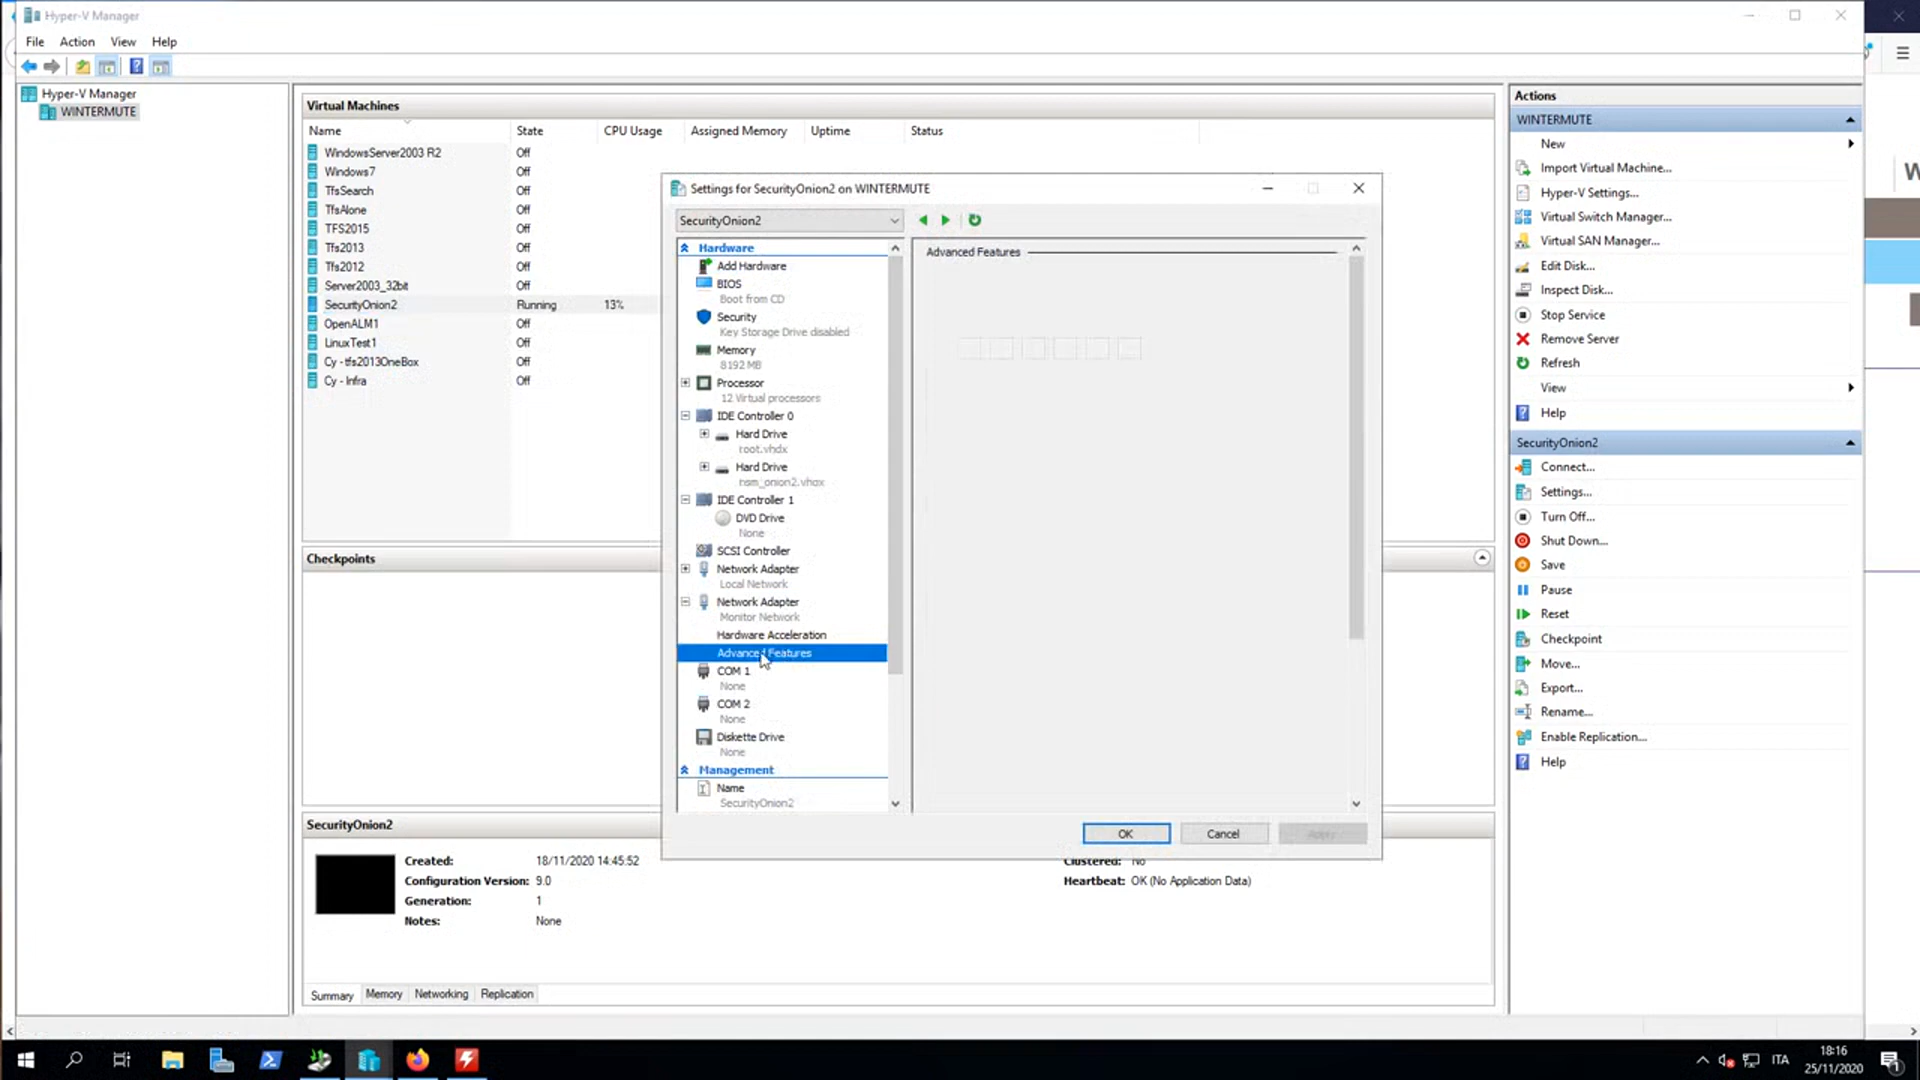 Hyper-V Manager
File Action View Help
Hyper-V Manager
WINTERMUTE
Virtual Machines
Name State CPU Usage Assigned Memory Uptime Status
WindowsServer2003 R2 Off
Windows7 Off
TfsSearch Off
TfsAlone Off
TFS2015 Off
Tfs2013 Off
Tfs2012 Off
Server2003_32bit Off
SecurityOnion2 Running 13%
OpenALM1 Off
LinuxTest1 Off
Cy - tfs2013OneBox Off
Cy - Infra Off
Checkpoints
SecurityOnion2
Created: 18/11/2020 14:45:52
Configuration Version: 9.0
Generation: 1
Notes: None
Clustered: No
Heartbeat: OK (No Application Data)
Summary Memory Networking Replication
Settings for SecurityOnion2 on WINTERMUTE
SecurityOnion2
Hardware
Add Hardware
BIOS
Boot from CD
Security
Key Storage Drive disabled
Memory
8192 MB
Processor
12 Virtual processors
IDE Controller 0
Hard Drive
root.vhdx
Hard Drive
nsm_onion2.vhdx
IDE Controller 1
DVD Drive
None
SCSI Controller
Network Adapter
Local Network
Network Adapter
Monitor Network
Hardware Acceleration
Advanced Features
COM 1
None
COM 2
None
Diskette Drive
None
Management
Name
SecurityOnion2
Advanced Features
OK Cancel Apply
Actions
WINTERMUTE
New
Import Virtual Machine...
Hyper-V Settings...
Virtual Switch Manager...
Virtual SAN Manager...
Edit Disk...
Inspect Disk...
Stop Service
Remove Server
Refresh
View
Help
SecurityOnion2
Connect...
Settings...
Turn Off...
Shut Down...
Save
Pause
Reset
Checkpoint
Move...
Export...
Rename...
Enable Replication...
Help
W
ITA
18:16
25/11/2020
1